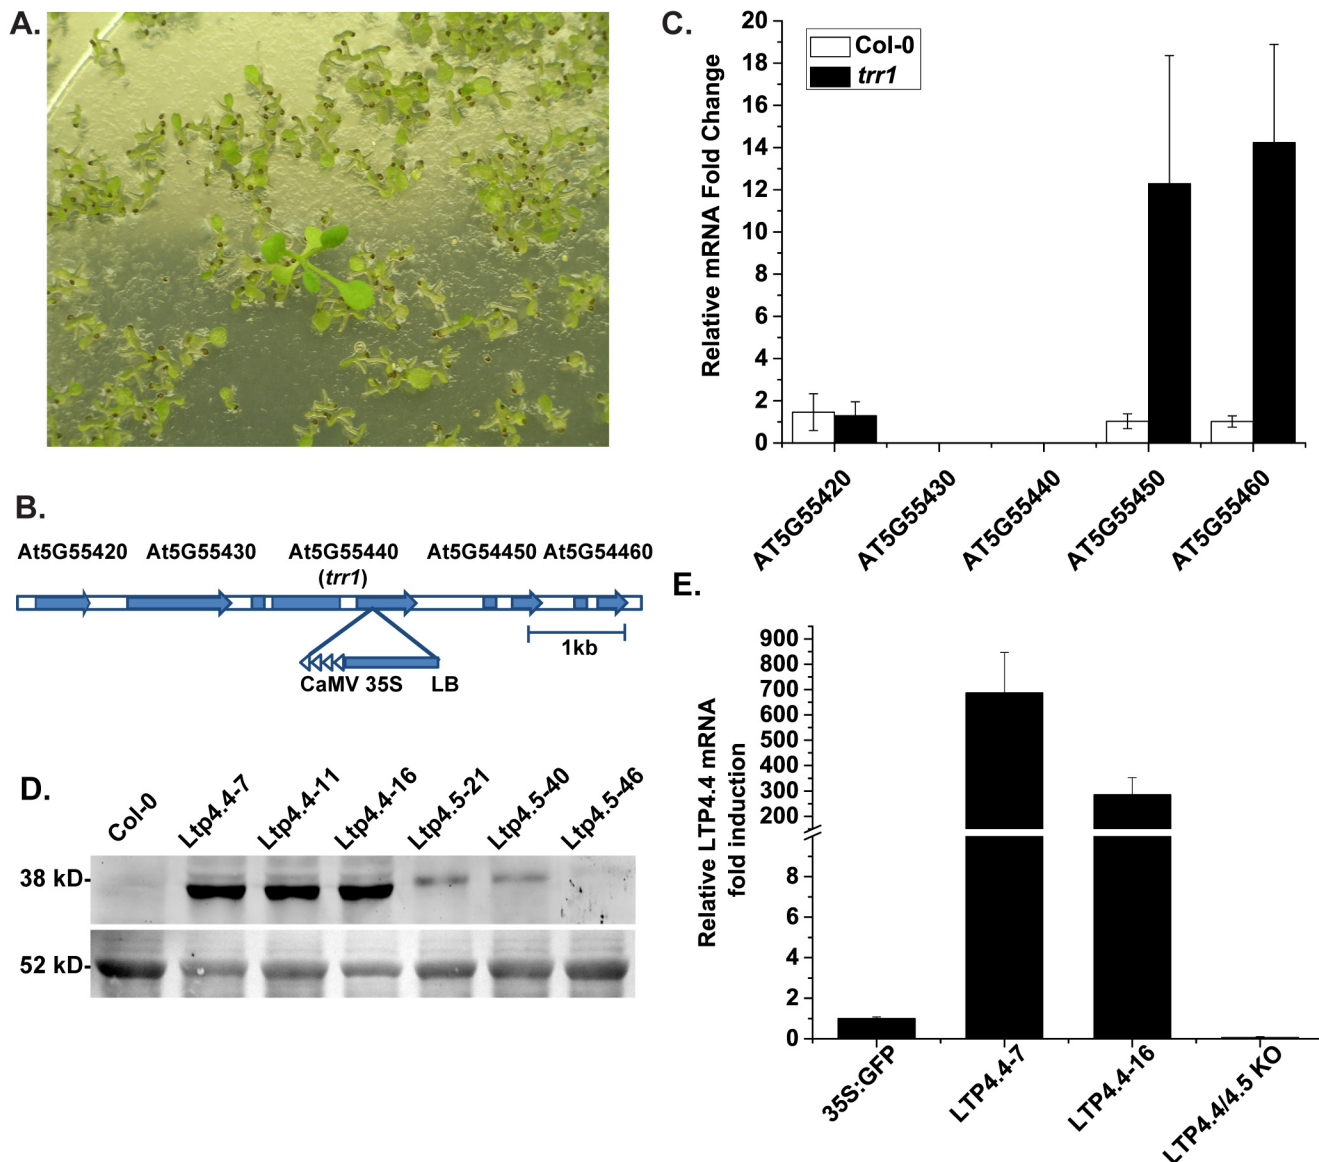 A.
B.
At5G55420 At5G55430 At5G55440 At5G54450 At5G54460
(trr1)
1kb
CaMV 35S LB
C.
Relative mRNA Fold Change
20
18
16
14
12
10
8
6
4
2
0
Col-0
trr1
AT5G55420
AT5G55430
AT5G55440
AT5G55450
AT5G55460
D.
Col-0
Ltp4.4-7
Ltp4.4-11
Ltp4.4-16
Ltp4.5-21
Ltp4.5-40
Ltp4.5-46
38 kD-
52 kD-
E.
Relative LTP4.4 mRNA
fold induction
900
800
700
600
500
400
300
200
8
6
4
2
0
35S:GFP
LTP4.4-7
LTP4.4-16
LTP4.4/4.5 KO